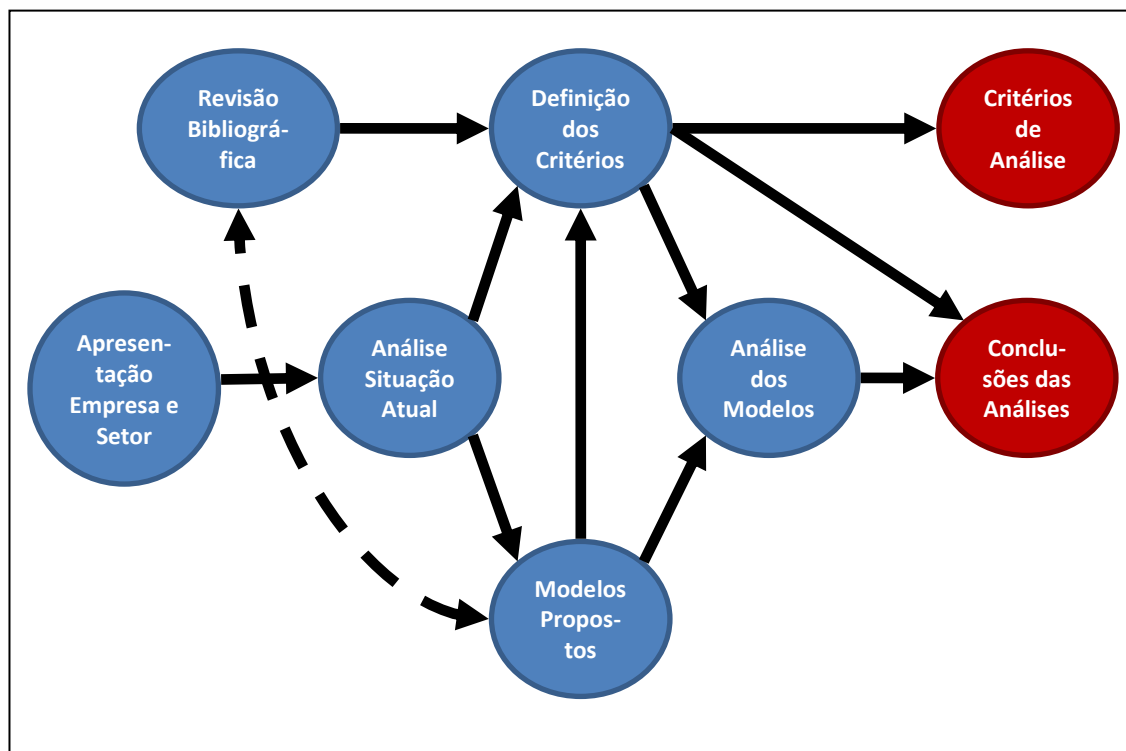 Revisão
Bibliográ-
fica
Definição
dos
Critérios
Critérios
de
Análise
Apresen-
tação
Empresa e
Setor
Análise
Situação
Atual
Análise
dos
Modelos
Conclu-
sões das
Análises
Modelos
Propos-
tos